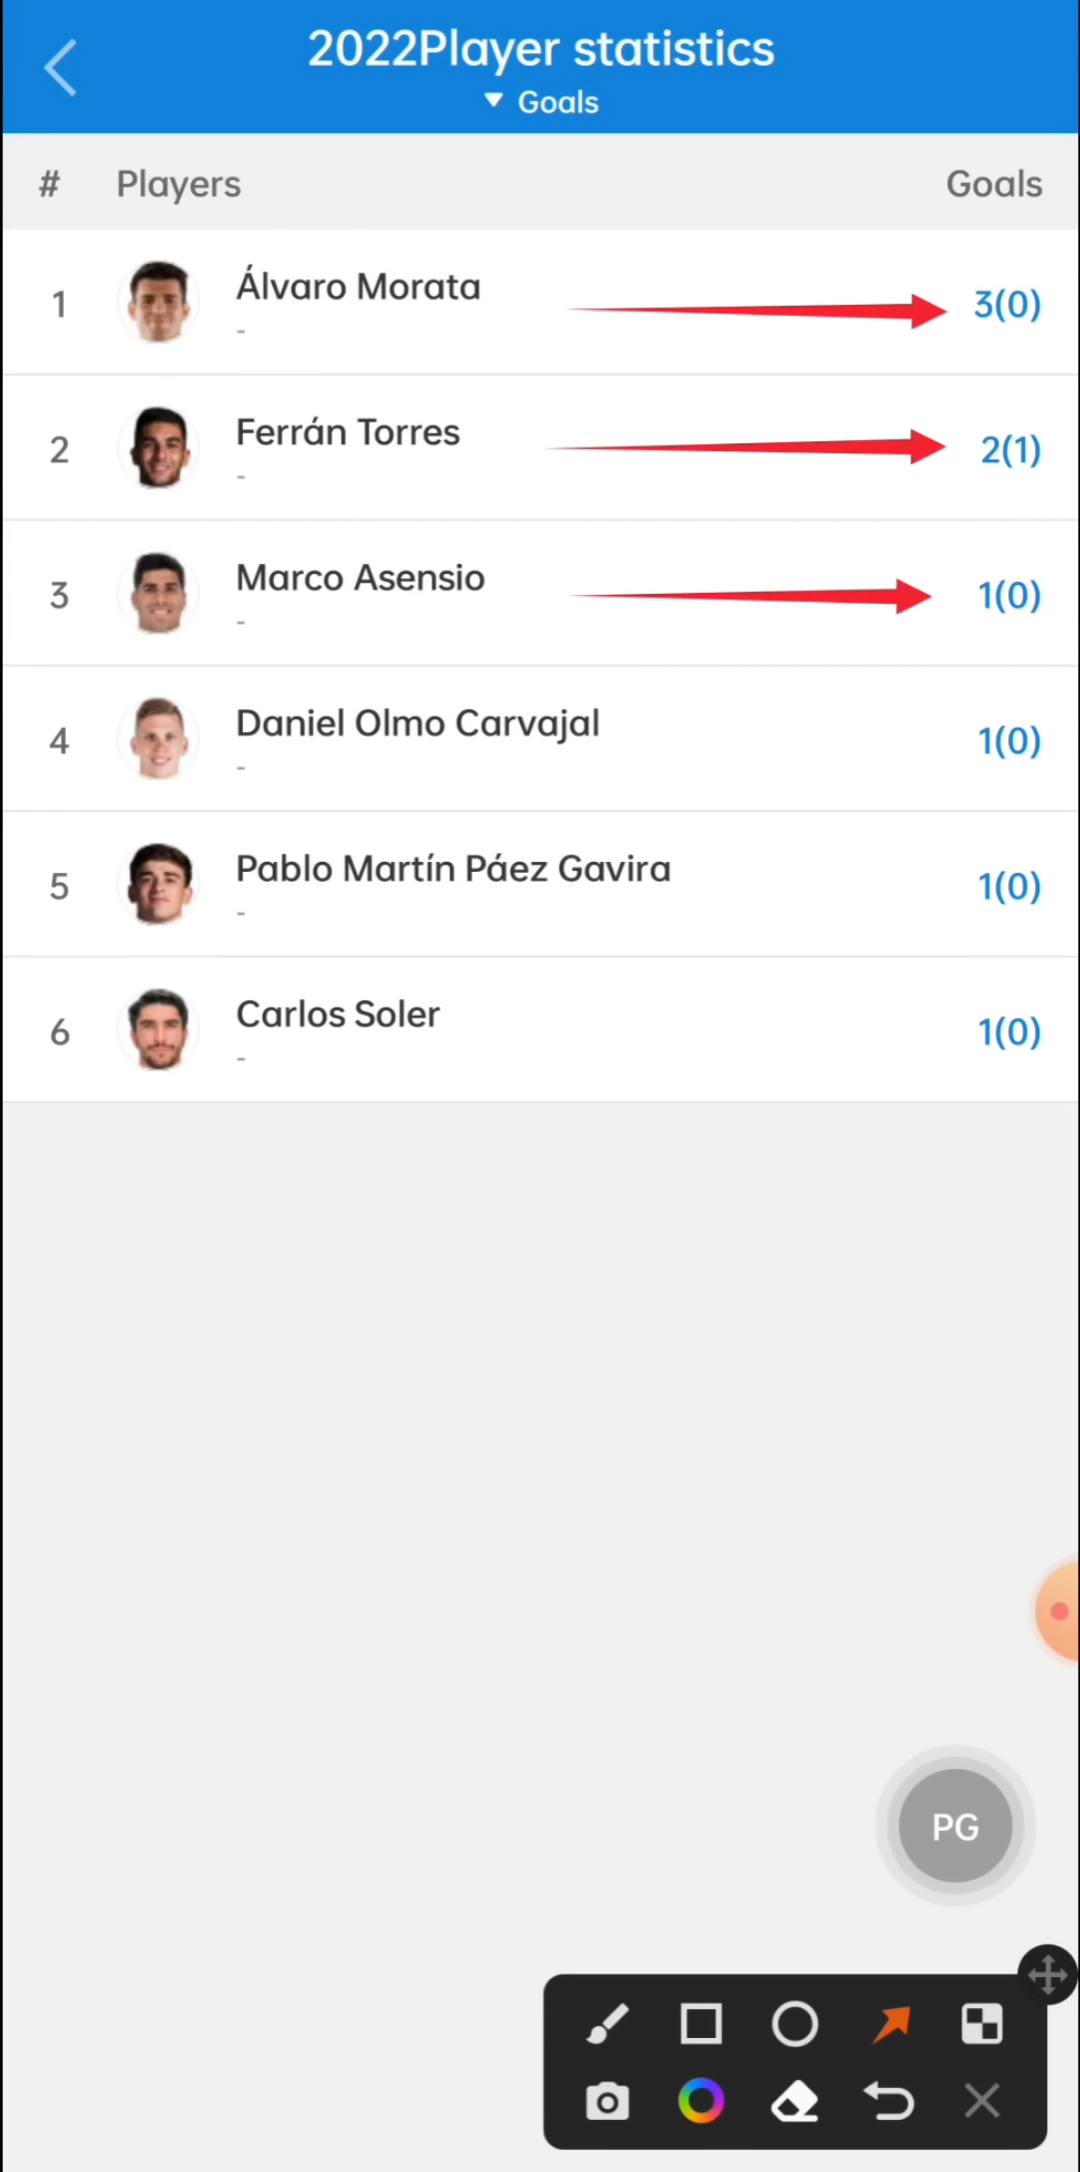 2022Player statistics
▼ Goals
# Players Goals
1 Álvaro Morata 3(0)
-
2 Ferrán Torres 2(1)
-
3 Marco Asensio 1(0)
-
4 Daniel Olmo Carvajal 1(0)
-
5 Pablo Martín Páez Gavira 1(0)
-
6 Carlos Soler 1(0)
-
PG